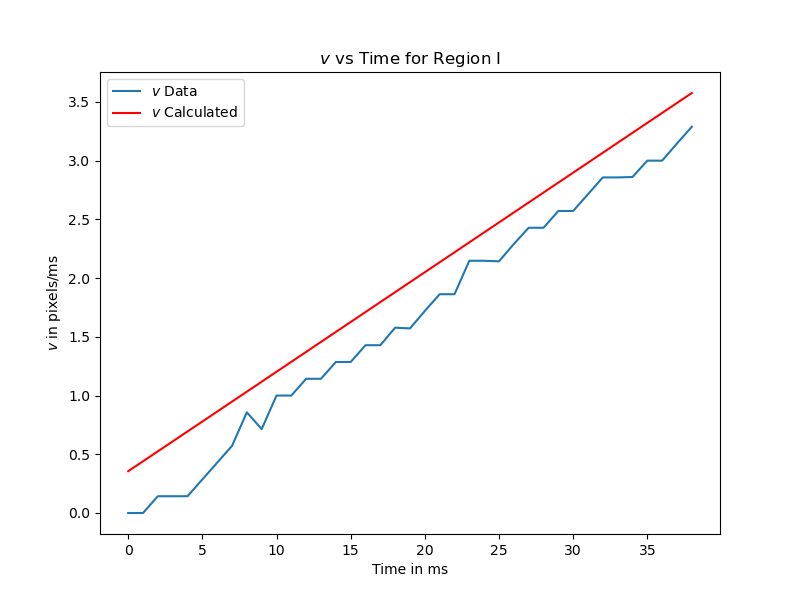 v vs Time for Region I
v Data
v Calculated
3.5
3.0
2.5
2.0
1.5
1.0
0.5
0.0
v in pixels/ms
0 5 10 15 20 25 30 35
Time in ms